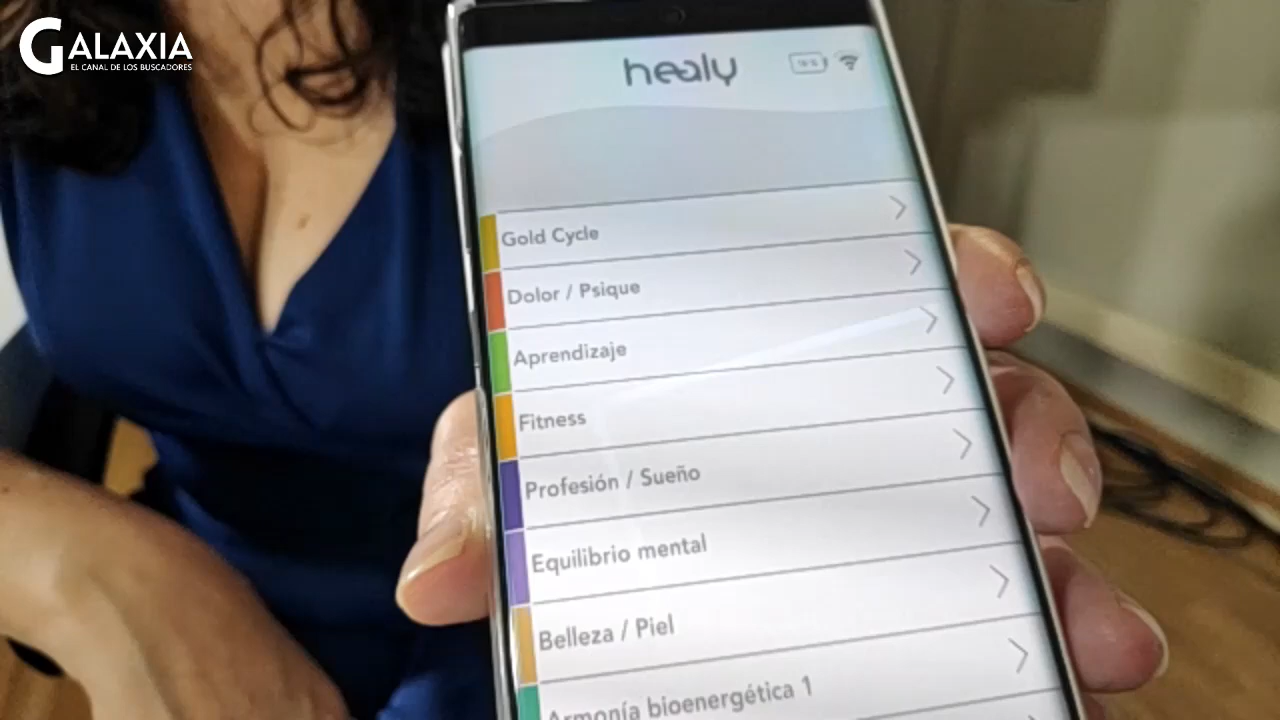 GALAXIA
EL CANAL DE LOS BUSCADORES
healy
Gold Cycle
Dolor / Psique
Aprendizaje
Fitness
Profesión / Sueño
Equilibrio mental
Belleza / Piel
Armonía bioenergética 1